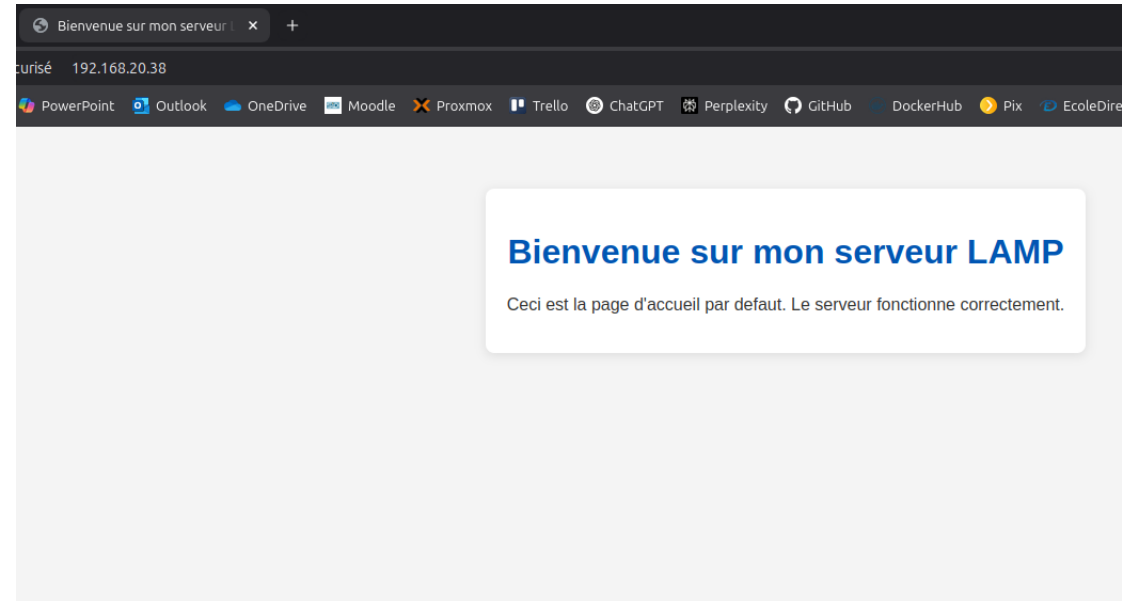 Bienvenue sur mon serveur
192.168.20.38
PowerPoint Outlook OneDrive Moodle Proxmox Trello ChatGPT Perplexity GitHub DockerHub Pix EcoleDire
Bienvenue sur mon serveur LAMP
Ceci est la page d'accueil par defaut. Le serveur fonctionne correctement.